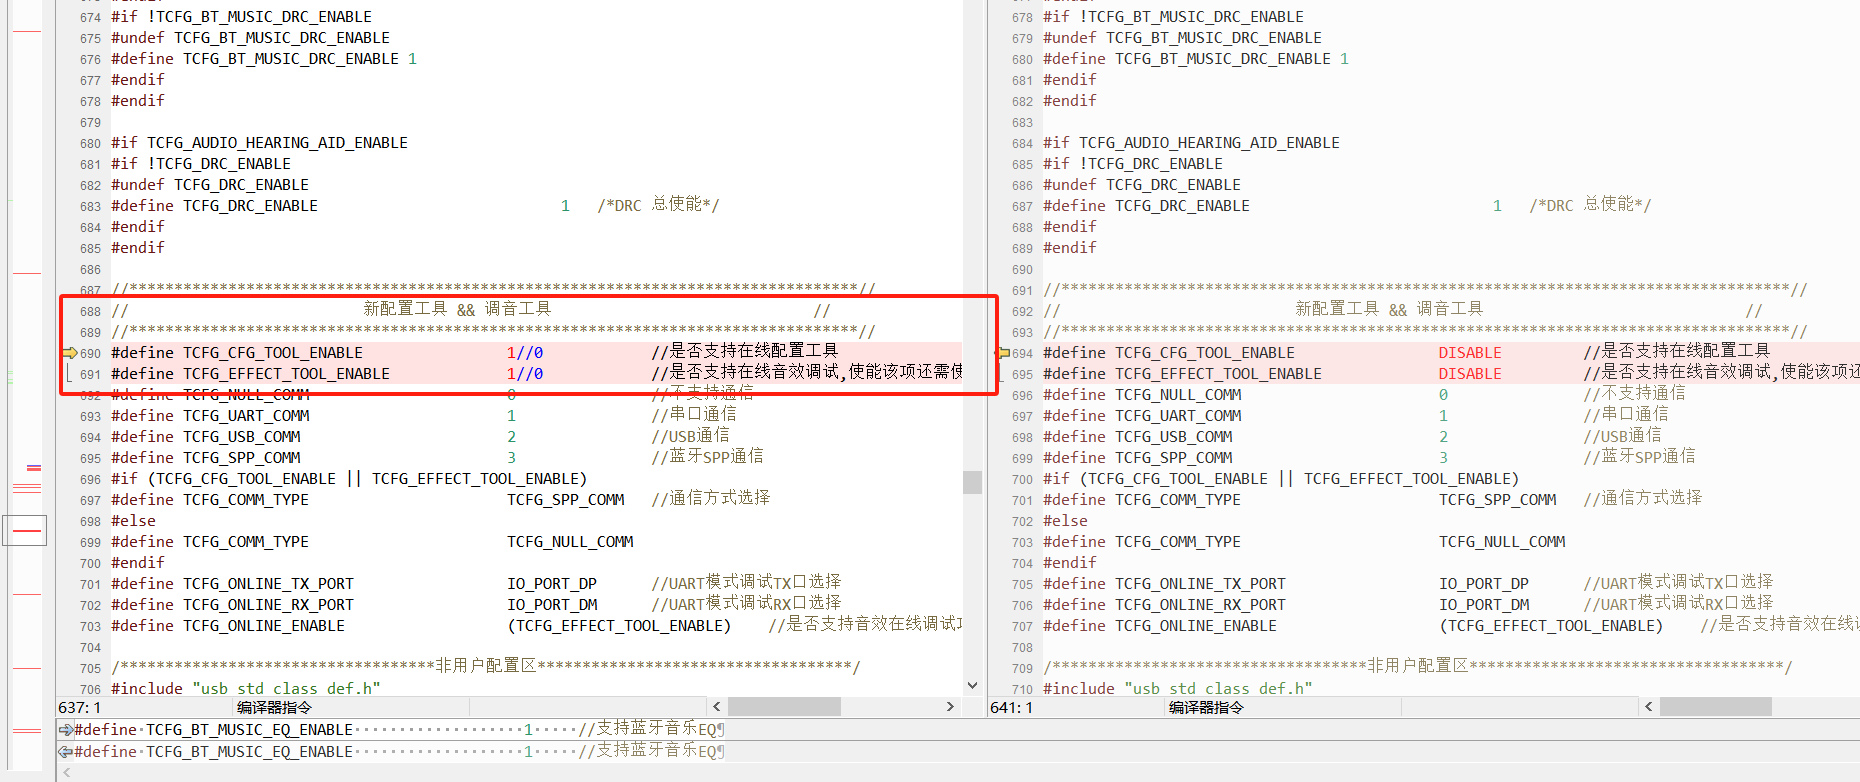 674 #if !TCFG_BT_MUSIC_DRC_ENABLE
675 #undef TCFG_BT_MUSIC_DRC_ENABLE
676 #define TCFG_BT_MUSIC_DRC_ENABLE 1
677 #endif
678 #endif
679
680 #if TCFG_AUDIO_HEARING_AID_ENABLE
681 #if !TCFG_DRC_ENABLE
682 #undef TCFG_DRC_ENABLE
683 #define TCFG_DRC_ENABLE 1 /*DRC 总使能*/
684 #endif
685 #endif
686
687 //*********************************************************************************//
688 // 新配置工具 && 调音工具 //
689 //*********************************************************************************//
690 #define TCFG_CFG_TOOL_ENABLE 1//0 //是否支持在线配置工具
691 #define TCFG_EFFECT_TOOL_ENABLE 1//0 //是否支持在线音效调试,使能该项还需使
692 #define TCFG_NULL_COMM 0 //不支持通信
693 #define TCFG_UART_COMM 1 //串口通信
694 #define TCFG_USB_COMM 2 //USB通信
695 #define TCFG_SPP_COMM 3 //蓝牙SPP通信
696 #if (TCFG_CFG_TOOL_ENABLE || TCFG_EFFECT_TOOL_ENABLE)
697 #define TCFG_COMM_TYPE TCFG_SPP_COMM //通信方式选择
698 #else
699 #define TCFG_COMM_TYPE TCFG_NULL_COMM
700 #endif
701 #define TCFG_ONLINE_TX_PORT IO_PORT_DP //UART模式调试TX口选择
702 #define TCFG_ONLINE_RX_PORT IO_PORT_DM //UART模式调试RX口选择
703 #define TCFG_ONLINE_ENABLE (TCFG_EFFECT_TOOL_ENABLE) //是否支持音效在线调试
704
705 /***********************************非用户配置区***********************************/
706 #include "usb_std_class_def.h"
637: 1 编译器指令
678 #if !TCFG_BT_MUSIC_DRC_ENABLE
679 #undef TCFG_BT_MUSIC_DRC_ENABLE
680 #define TCFG_BT_MUSIC_DRC_ENABLE 1
681 #endif
682 #endif
683
684 #if TCFG_AUDIO_HEARING_AID_ENABLE
685 #if !TCFG_DRC_ENABLE
686 #undef TCFG_DRC_ENABLE
687 #define TCFG_DRC_ENABLE 1 /*DRC 总使能*/
688 #endif
689 #endif
690
691 //*********************************************************************************//
692 // 新配置工具 && 调音工具 //
693 //*********************************************************************************//
694 #define TCFG_CFG_TOOL_ENABLE DISABLE //是否支持在线配置工具
695 #define TCFG_EFFECT_TOOL_ENABLE DISABLE //是否支持在线音效调试,使能该项还
696 #define TCFG_NULL_COMM 0 //不支持通信
697 #define TCFG_UART_COMM 1 //串口通信
698 #define TCFG_USB_COMM 2 //USB通信
699 #define TCFG_SPP_COMM 3 //蓝牙SPP通信
700 #if (TCFG_CFG_TOOL_ENABLE || TCFG_EFFECT_TOOL_ENABLE)
701 #define TCFG_COMM_TYPE TCFG_SPP_COMM //通信方式选择
702 #else
703 #define TCFG_COMM_TYPE TCFG_NULL_COMM
704 #endif
705 #define TCFG_ONLINE_TX_PORT IO_PORT_DP //UART模式调试TX口选择
706 #define TCFG_ONLINE_RX_PORT IO_PORT_DM //UART模式调试RX口选择
707 #define TCFG_ONLINE_ENABLE (TCFG_EFFECT_TOOL_ENABLE) //是否支持音效在线
708
709 /***********************************非用户配置区***********************************/
710 #include "usb_std_class_def.h"
641: 1 编译器指令
#define·TCFG_BT_MUSIC_EQ_ENABLE···················1·····//支持蓝牙音乐EQ¶
#define·TCFG_BT_MUSIC_EQ_ENABLE···················1·····//支持蓝牙音乐EQ¶